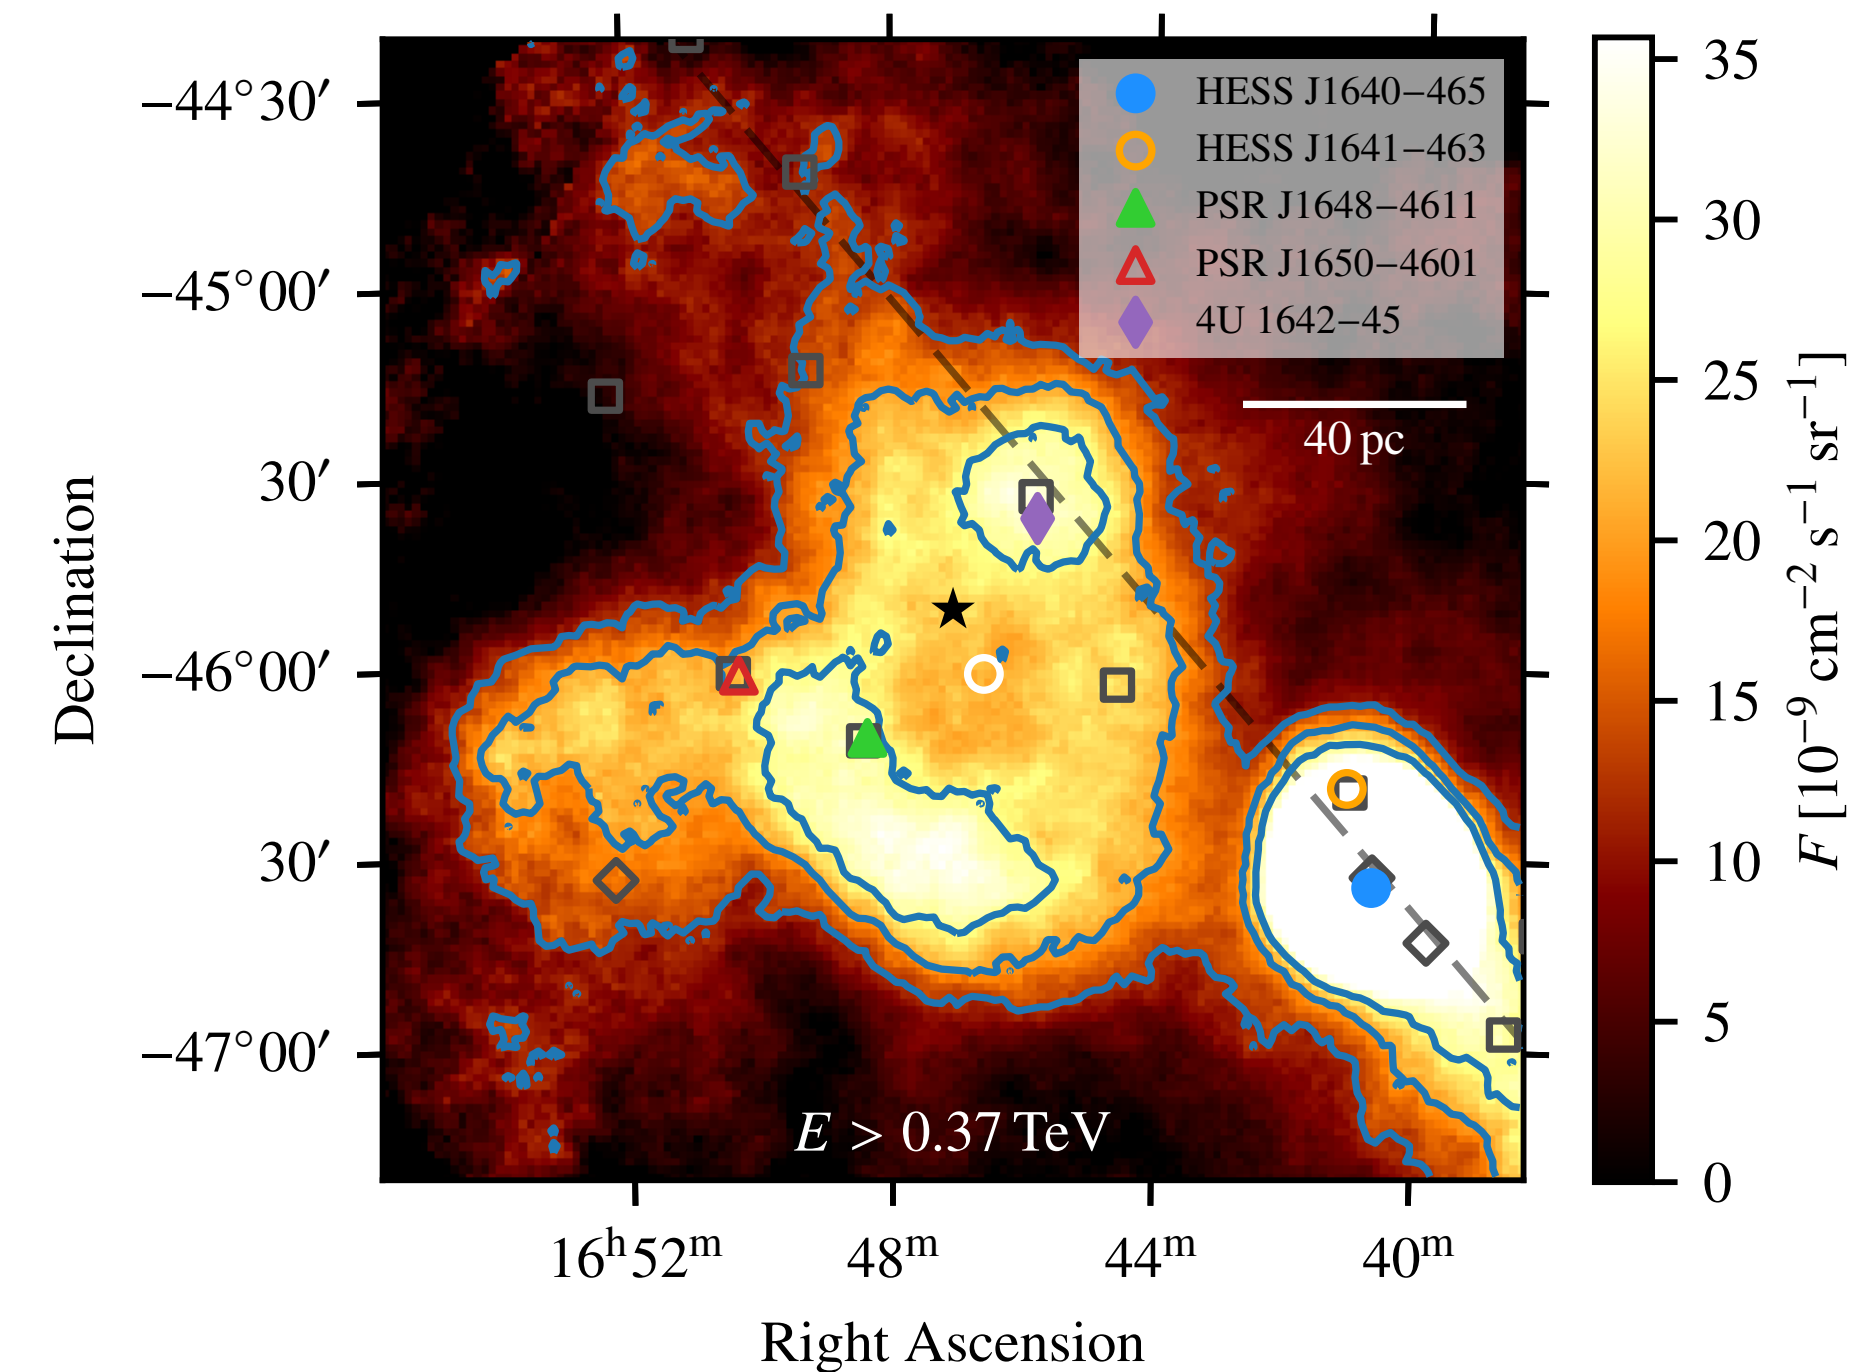 HESS J1640−465
HESS J1641−463
PSR J1648−4611
PSR J1650−4601
4U 1642−45
40 pc
E > 0.37 TeV
−44°30′
−45°00′
30′
−46°00′
30′
−47°00′
Declination
16ʰ52ᵐ
48ᵐ
44ᵐ
40ᵐ
Right Ascension
35
30
25
20
15
10
5
0
F [10⁻⁹ cm⁻² s⁻¹ sr⁻¹]